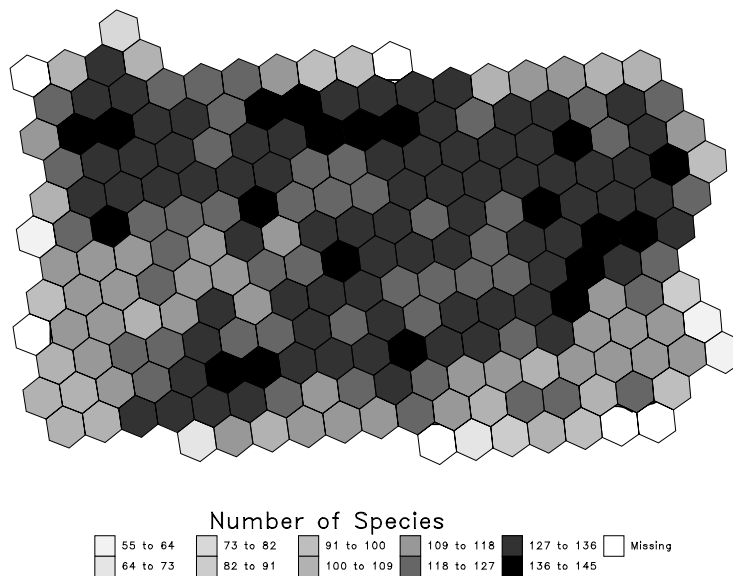 Number of Species
55 to 64 73 to 82 91 to 100 109 to 118 127 to 136 Missing
64 to 73 82 to 91 100 to 109 118 to 127 136 to 145